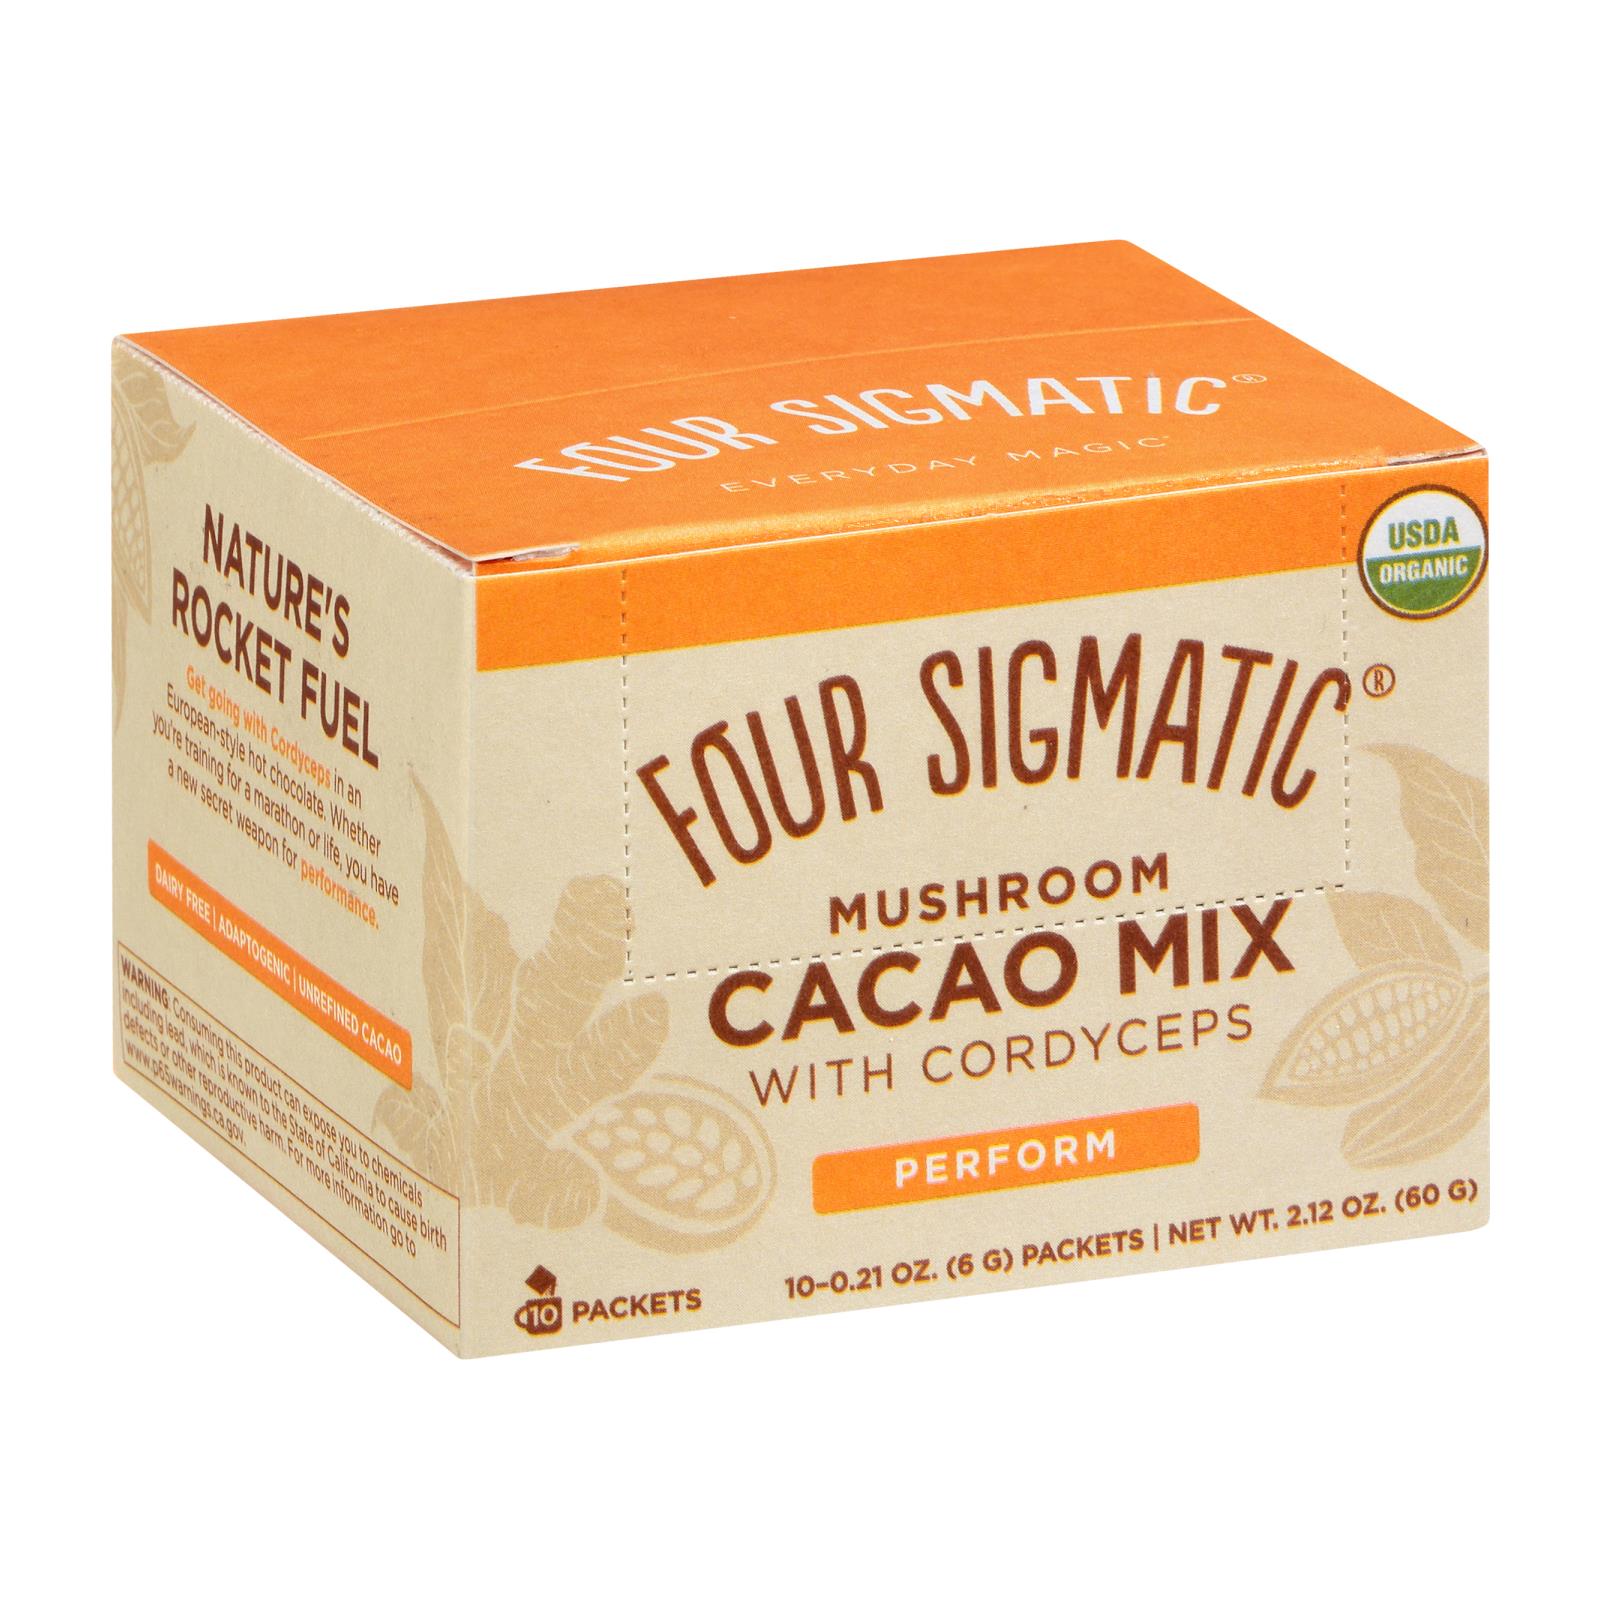 FOUR SIGMATIC®
EVERYDAY MAGIC
USDA
ORGANIC
FOUR SIGMATIC®
MUSHROOM
CACAO MIX
WITH CORDYCEPS
PERFORM
10 PACKETS
10-0.21 OZ. (6 G) PACKETS | NET WT. 2.12 OZ. (60 G)
NATURE'S
ROCKET FUEL
Get going with Cordyceps in an
European-style hot chocolate. Whether
you're training for a marathon or life, you have
a new secret weapon for performance.
DAIRY FREE | ADAPTOGENIC | UNREFINED CACAO
WARNING: Consuming this product can expose you to chemicals
including lead, which is known to the State of California to cause birth
defects or other reproductive harm. For more information go to
www.p65warnings.ca.gov.